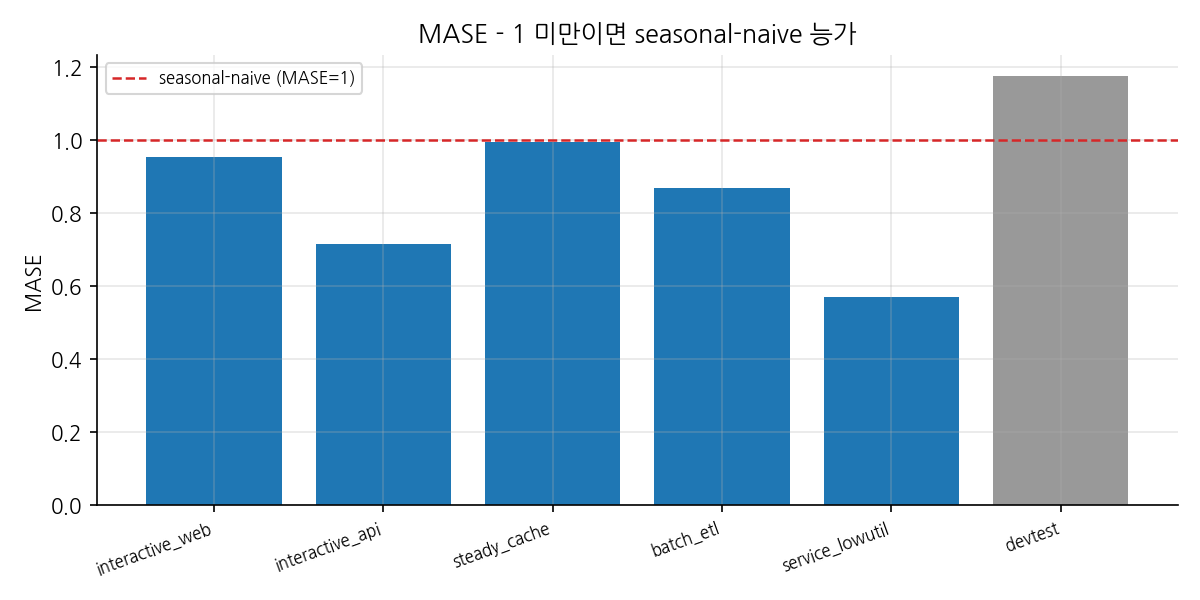 MASE - 1 미만이면 seasonal-naive 능가
seasonal-naive (MASE=1)
MASE
1.2
1.0
0.8
0.6
0.4
0.2
0.0
interactive_web
interactive_api
steady_cache
batch_etl
service_lowutil
devtest